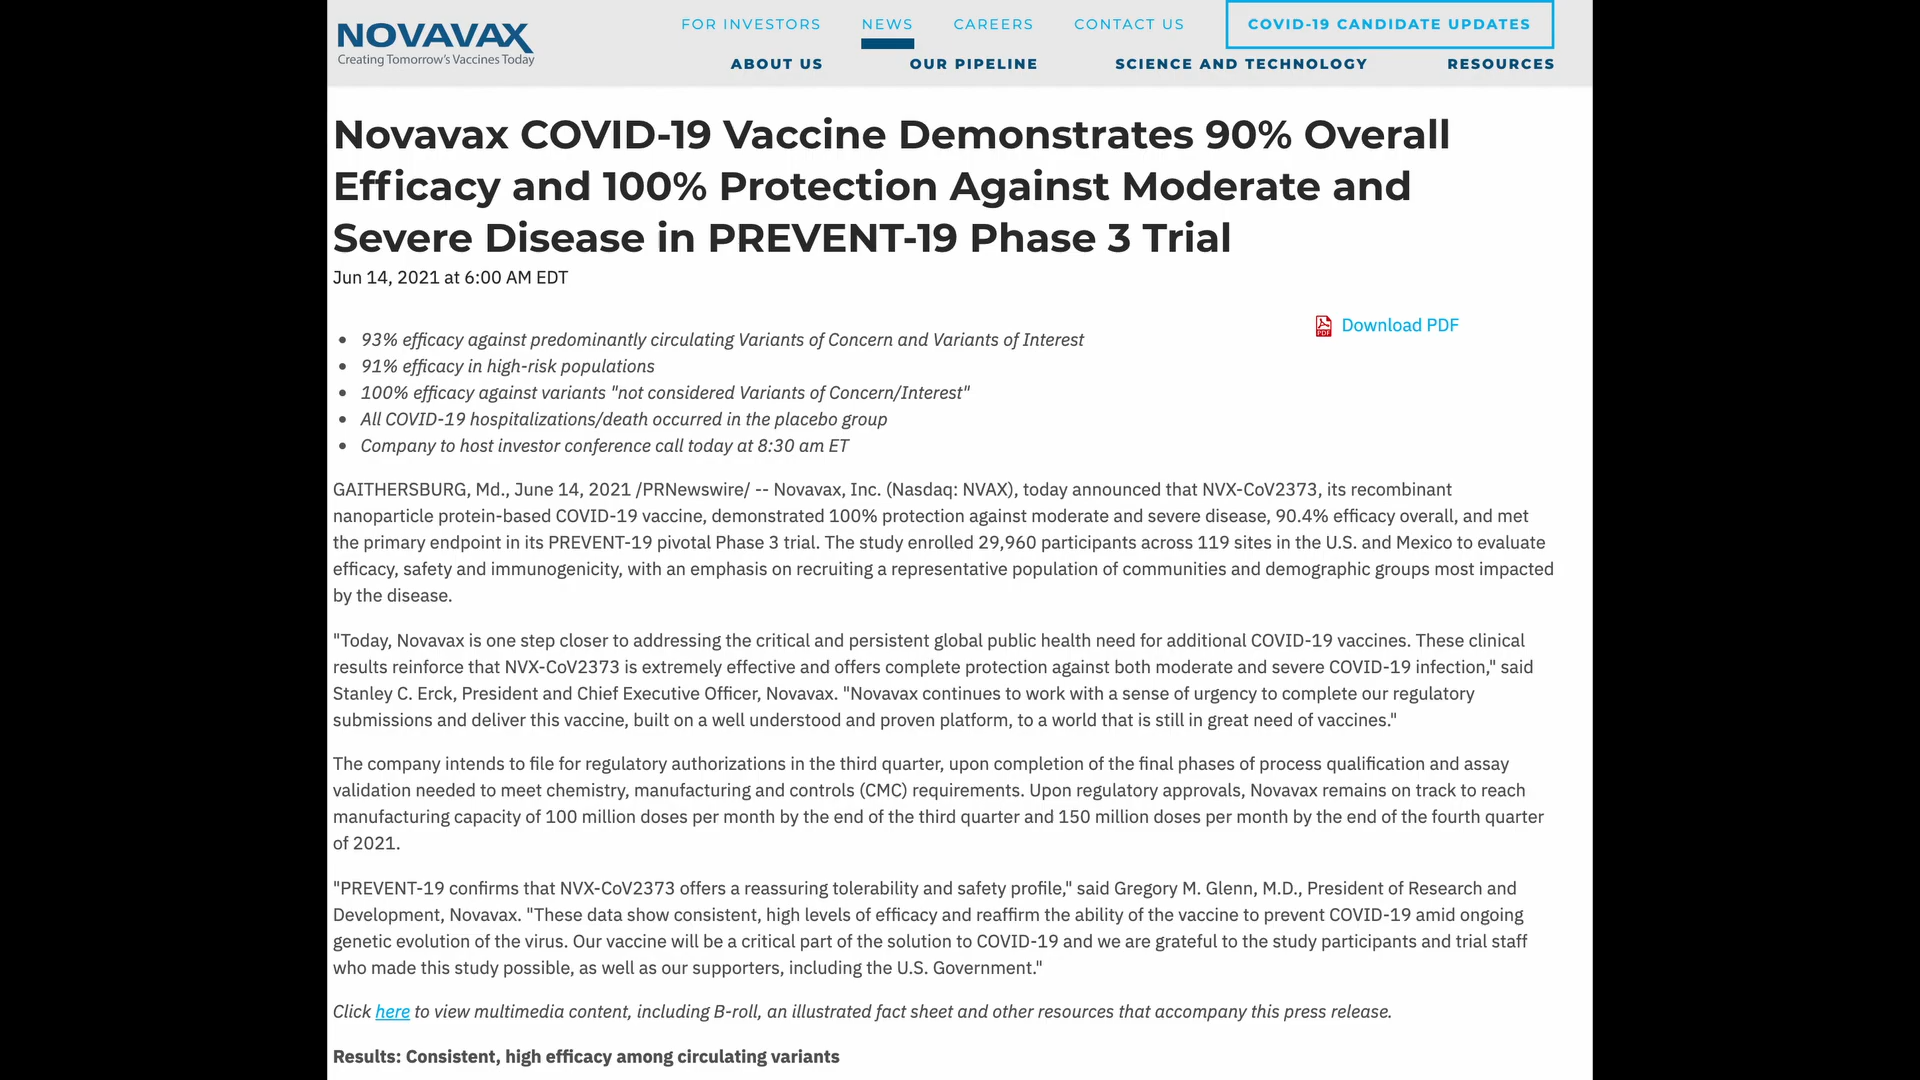 NOVAVAX
Creating Tomorrow's Vaccines Today
FOR INVESTORS NEWS CAREERS CONTACT US COVID-19 CANDIDATE UPDATES
ABOUT US OUR PIPELINE SCIENCE AND TECHNOLOGY RESOURCES
Novavax COVID-19 Vaccine Demonstrates 90% Overall
Efficacy and 100% Protection Against Moderate and
Severe Disease in PREVENT-19 Phase 3 Trial
Jun 14, 2021 at 6:00 AM EDT
Download PDF
• 93% efficacy against predominantly circulating Variants of Concern and Variants of Interest
• 91% efficacy in high-risk populations
• 100% efficacy against variants "not considered Variants of Concern/Interest"
• All COVID-19 hospitalizations/death occurred in the placebo group
• Company to host investor conference call today at 8:30 am ET
GAITHERSBURG, Md., June 14, 2021 /PRNewswire/ -- Novavax, Inc. (Nasdaq: NVAX), today announced that NVX-CoV2373, its recombinant
nanoparticle protein-based COVID-19 vaccine, demonstrated 100% protection against moderate and severe disease, 90.4% efficacy overall, and met
the primary endpoint in its PREVENT-19 pivotal Phase 3 trial. The study enrolled 29,960 participants across 119 sites in the U.S. and Mexico to evaluate
efficacy, safety and immunogenicity, with an emphasis on recruiting a representative population of communities and demographic groups most impacted
by the disease.
"Today, Novavax is one step closer to addressing the critical and persistent global public health need for additional COVID-19 vaccines. These clinical
results reinforce that NVX-CoV2373 is extremely effective and offers complete protection against both moderate and severe COVID-19 infection," said
Stanley C. Erck, President and Chief Executive Officer, Novavax. "Novavax continues to work with a sense of urgency to complete our regulatory
submissions and deliver this vaccine, built on a well understood and proven platform, to a world that is still in great need of vaccines."
The company intends to file for regulatory authorizations in the third quarter, upon completion of the final phases of process qualification and assay
validation needed to meet chemistry, manufacturing and controls (CMC) requirements. Upon regulatory approvals, Novavax remains on track to reach
manufacturing capacity of 100 million doses per month by the end of the third quarter and 150 million doses per month by the end of the fourth quarter
of 2021.
"PREVENT-19 confirms that NVX-CoV2373 offers a reassuring tolerability and safety profile," said Gregory M. Glenn, M.D., President of Research and
Development, Novavax. "These data show consistent, high levels of efficacy and reaffirm the ability of the vaccine to prevent COVID-19 amid ongoing
genetic evolution of the virus. Our vaccine will be a critical part of the solution to COVID-19 and we are grateful to the study participants and trial staff
who made this study possible, as well as our supporters, including the U.S. Government."
Click here to view multimedia content, including B-roll, an illustrated fact sheet and other resources that accompany this press release.
Results: Consistent, high efficacy among circulating variants